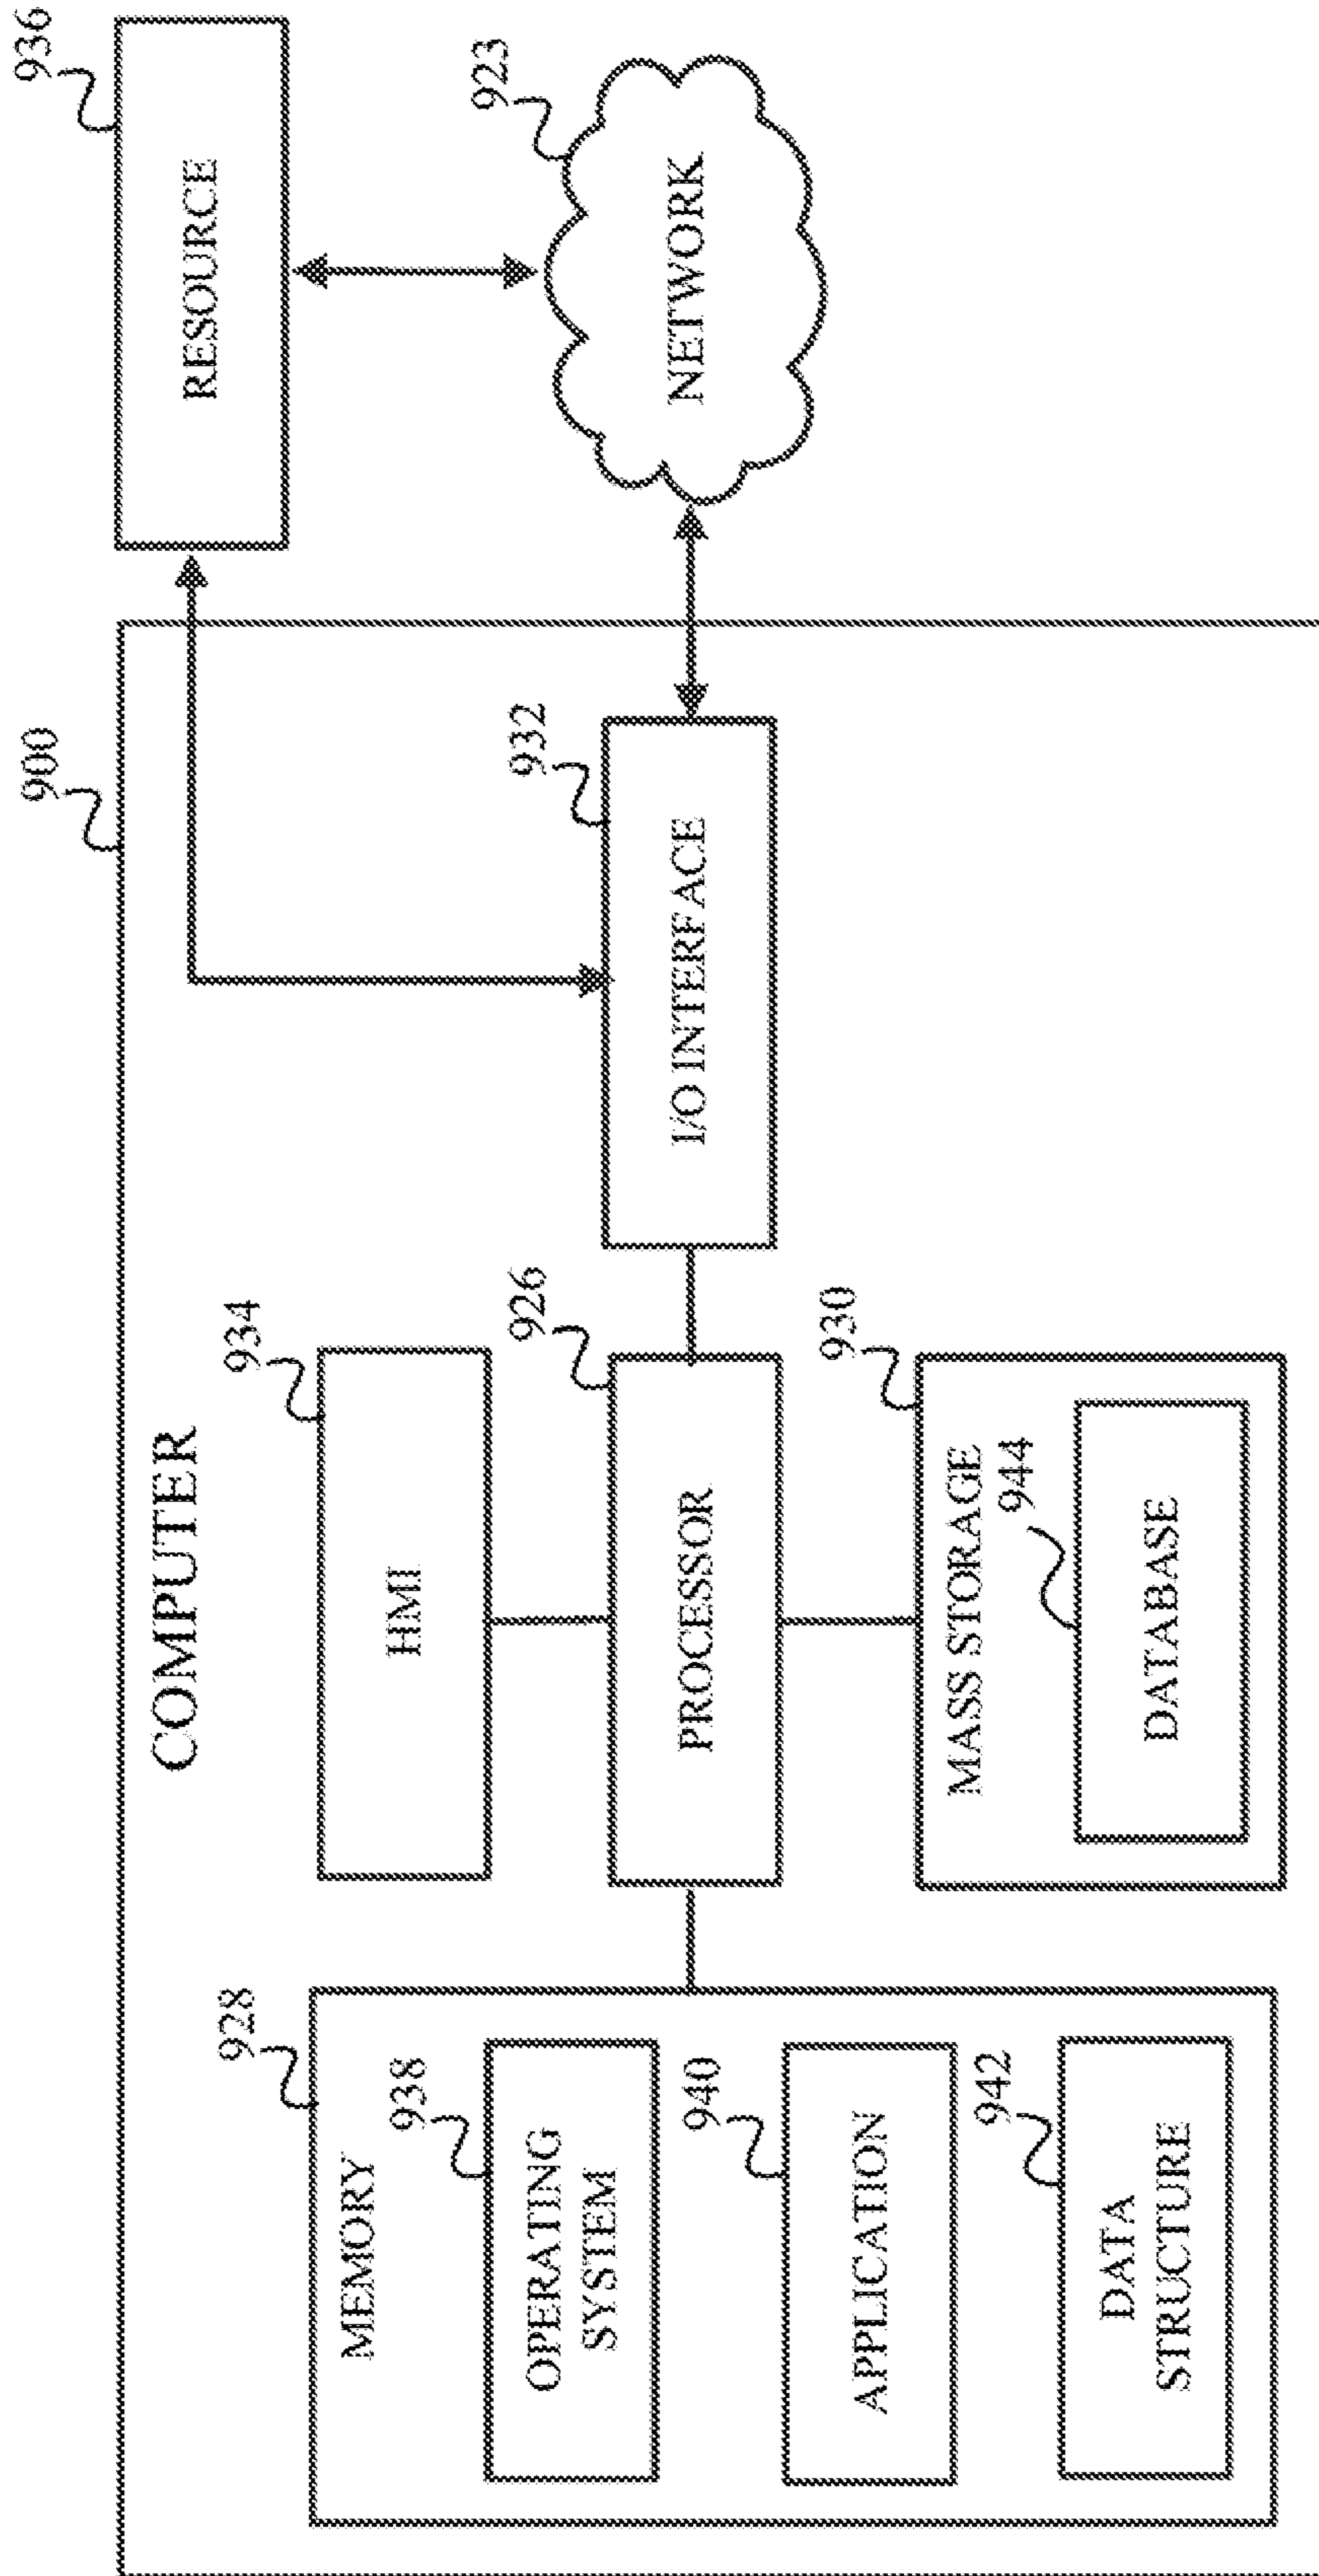 900
936
COMPUTER
RESOURCE
928
MEMORY
934
HMI
938
OPERATING
SYSTEM
926
PROCESSOR
932
I/O INTERFACE
923
NETWORK
940
APPLICATION
930
MASS STORAGE
944
DATABASE
942
DATA
STRUCTURE